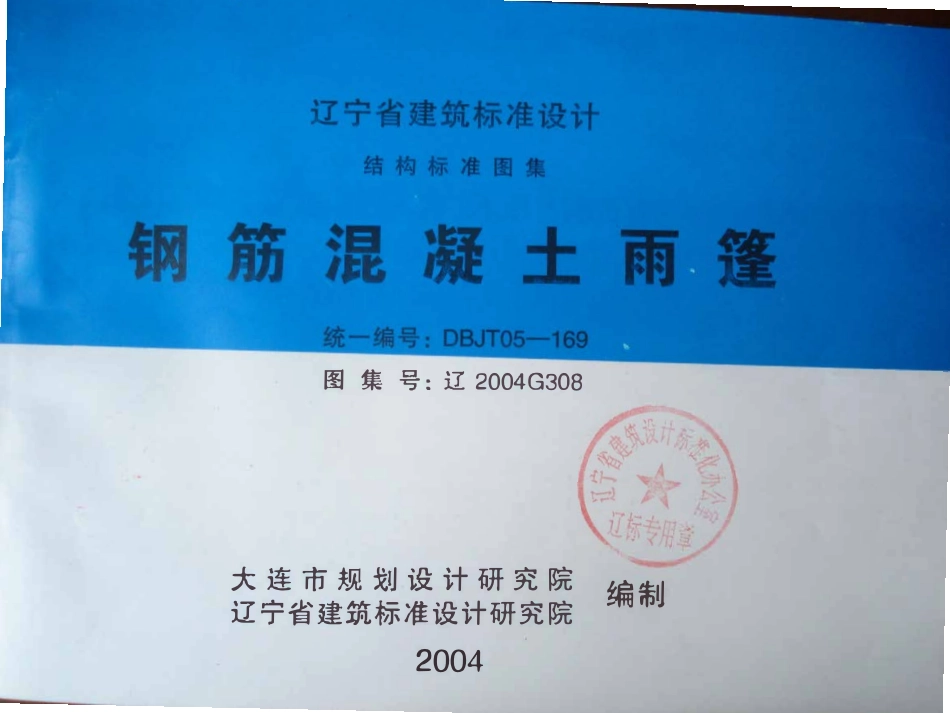 辽宁省建筑标准设计
结构标准图集
钢筋混凝土雨篷
统一编号：DBJT05—169
图集号：辽2004G308
辽宁省建筑设计标准化办公室
辽标专用章
大连市规划设计研究院
辽宁省建筑标准设计研究院
编制
2004